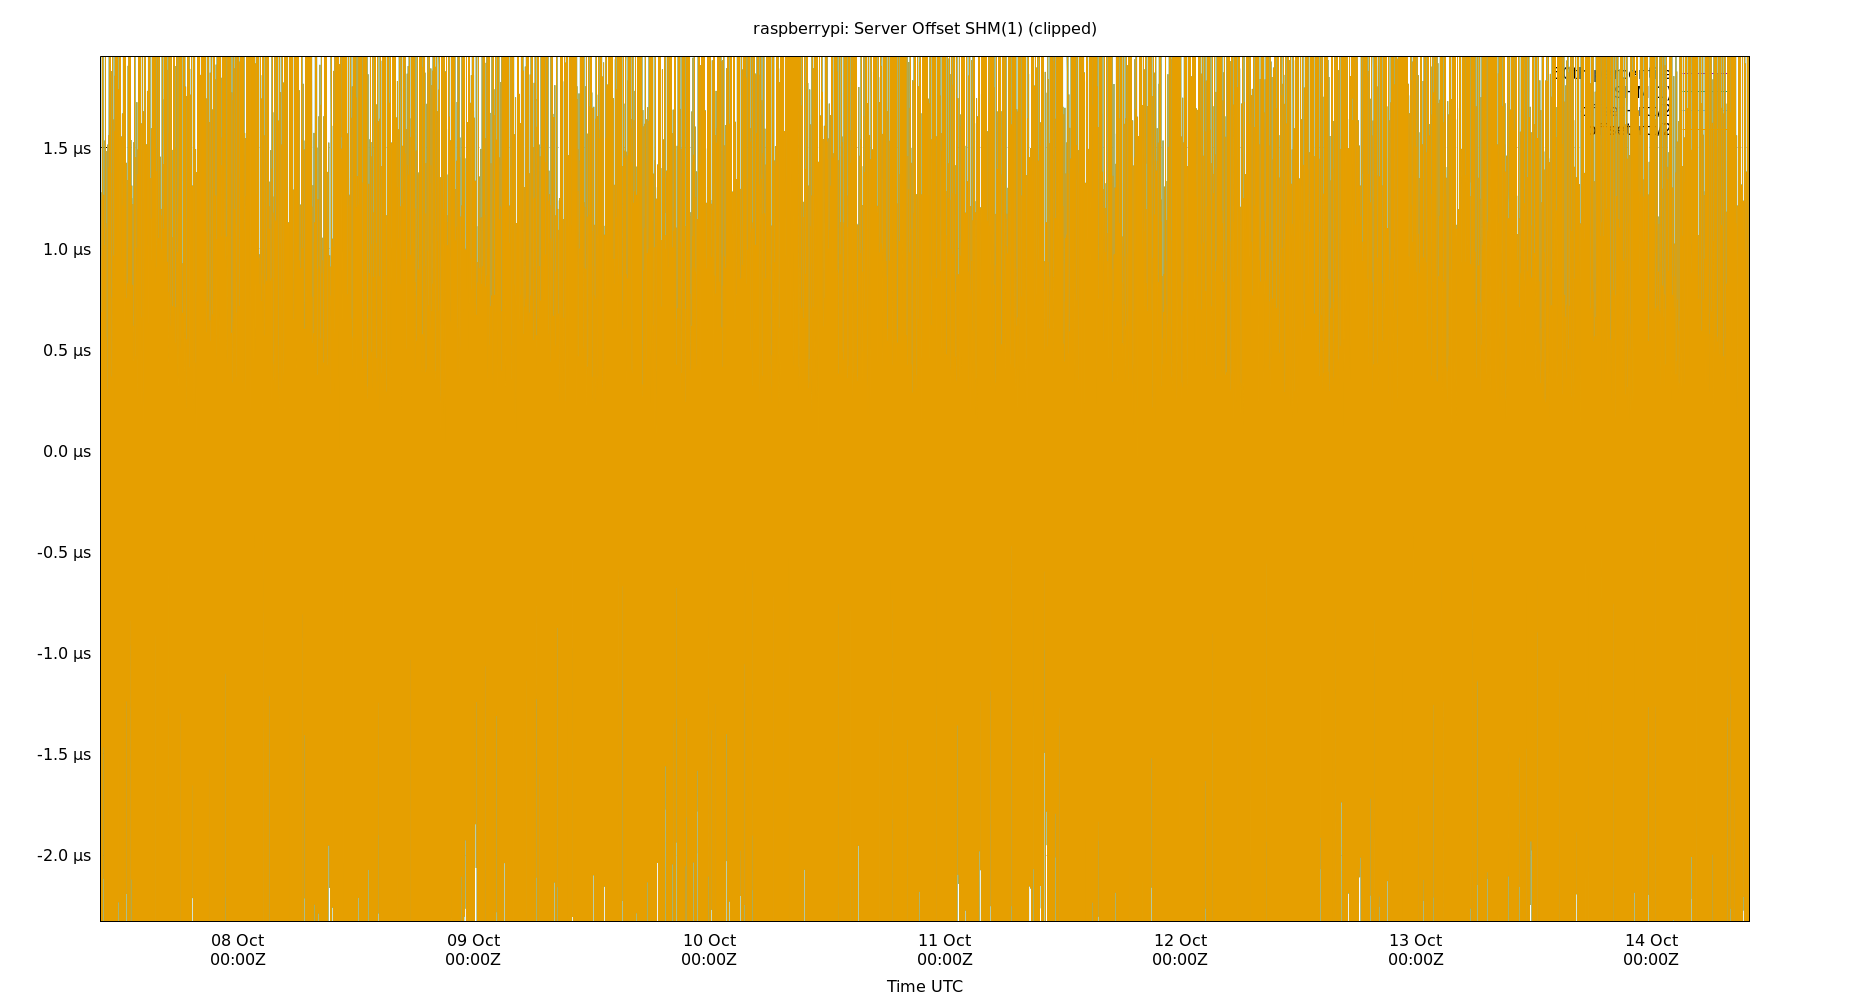 raspberrypi: Server Offset SHM(1) (clipped)
1.5 µs
1.0 µs
0.5 µs
0.0 µs
-0.5 µs
-1.0 µs
-1.5 µs
-2.0 µs
08 Oct 09 Oct 10 Oct 11 Oct 12 Oct 13 Oct 14 Oct
00:00Z 00:00Z 00:00Z 00:00Z 00:00Z 00:00Z 00:00Z
Time UTC